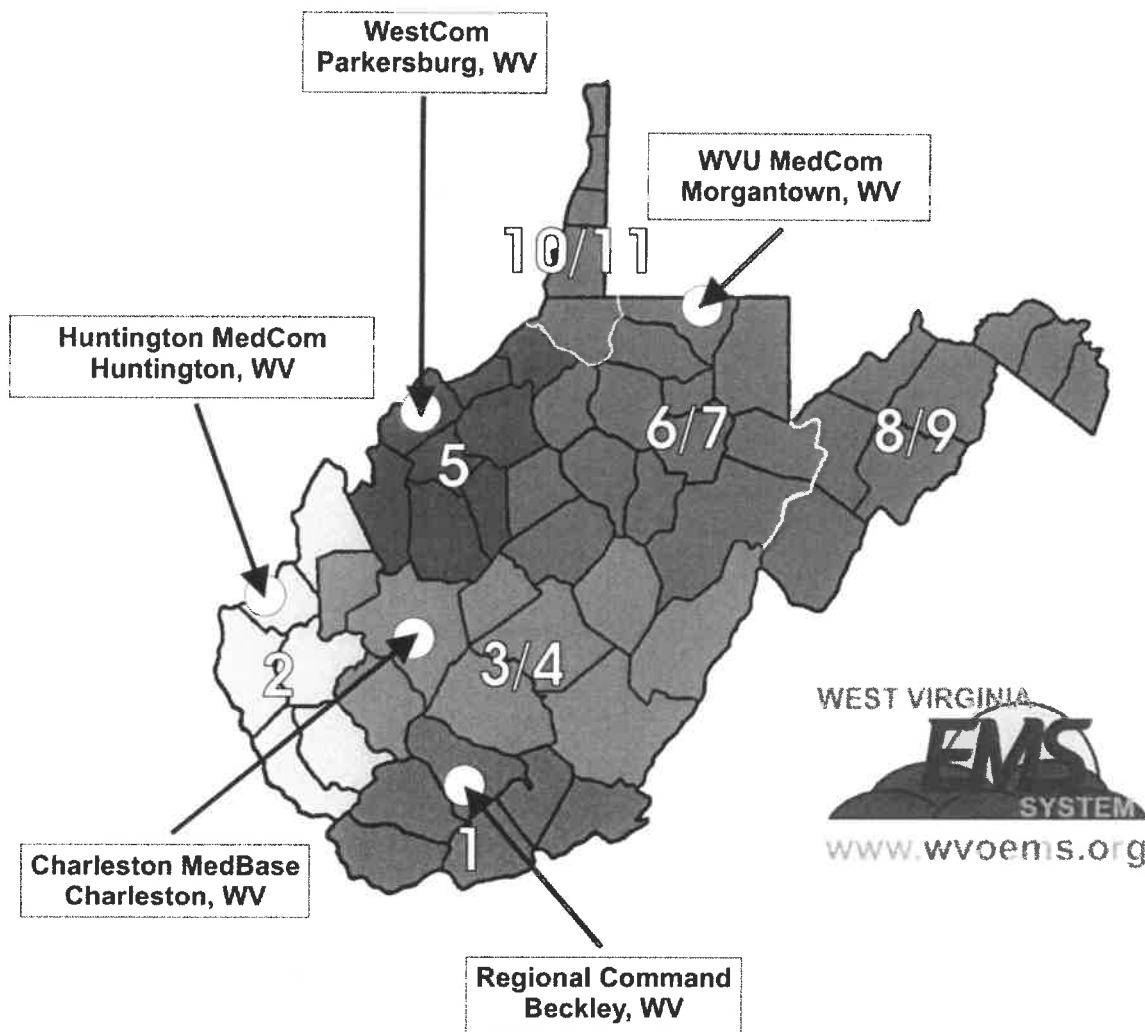 WestCom
Parkersburg, WV
WVU MedCom
Morgantown, WV
10/11
Huntington MedCom
Huntington, WV
6/7
8/9
5
2
3/4
WEST VIRGINIA
EMS
SYSTEM
www.wvoems.org
1
Charleston MedBase
Charleston, WV
Regional Command
Beckley, WV